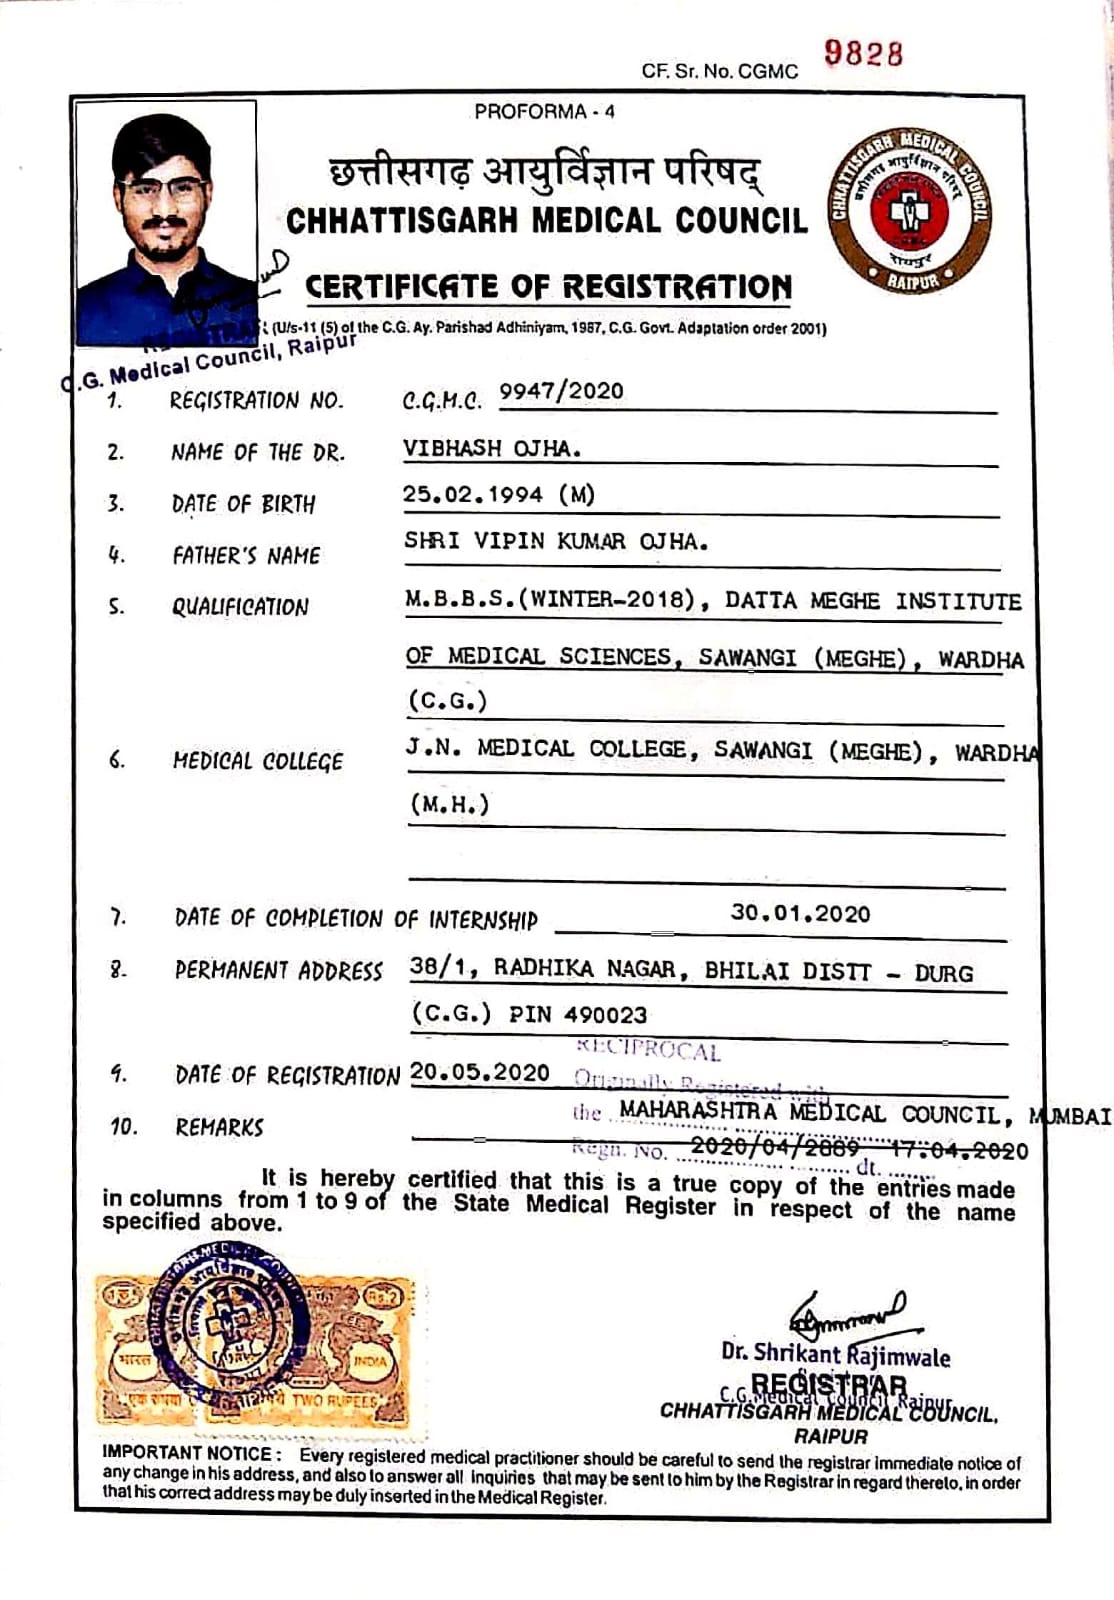 CF. Sr. No. CGMC 9828
PROFORMA - 4
छत्तीसगढ़ आयुर्विज्ञान परिषद्
CHHATTISGARH MEDICAL COUNCIL
CHHATTISGARH MEDICAL COUNCIL
छत्तीसगढ़ आयुर्विज्ञान परिषद
रायपुर
• RAIPUR •
CERTIFICATE OF REGISTRATION
(U/s-11 (5) of the C.G. Ay. Parishad Adhiniyam, 1987, C.G. Govt. Adaptation order 2001)
C.G. Medical Council, Raipur
1. REGISTRATION NO. C.G.M.C. 9947/2020
2. NAME OF THE DR. VIBHASH OJHA.
3. DATE OF BIRTH 25.02.1994 (M)
4. FATHER'S NAME SHRI VIPIN KUMAR OJHA.
5. QUALIFICATION M.B.B.S.(WINTER-2018), DATTA MEGHE INSTITUTE
OF MEDICAL SCIENCES, SAWANGI (MEGHE), WARDHA
(C.G.)
6. MEDICAL COLLEGE J.N. MEDICAL COLLEGE, SAWANGI (MEGHE), WARDHA
(M.H.)
7. DATE OF COMPLETION OF INTERNSHIP 30.01.2020
8. PERMANENT ADDRESS 38/1, RADHIKA NAGAR, BHILAI DISTT - DURG
(C.G.) PIN 490023
RECIPROCAL
9. DATE OF REGISTRATION 20.05.2020 Originally Registered with
the MAHARASHTRA MEDICAL COUNCIL, MUMBAI
10. REMARKS Regn. No. 2020/04/2869 dt. 17.04.2020
It is hereby certified that this is a true copy of the entries made
in columns from 1 to 9 of the State Medical Register in respect of the name
specified above.
भारत INDIA
एक रुपया TWO RUPEES
Dr. Shrikant Rajimwale
REGISTRAR
C.G. Medical Council Raipur
CHHATTISGARH MEDICAL COUNCIL,
RAIPUR
IMPORTANT NOTICE : Every registered medical practitioner should be careful to send the registrar immediate notice of
any change in his address, and also to answer all inquiries that may be sent to him by the Registrar in regard thereto, in order
that his correct address may be duly inserted in the Medical Register.